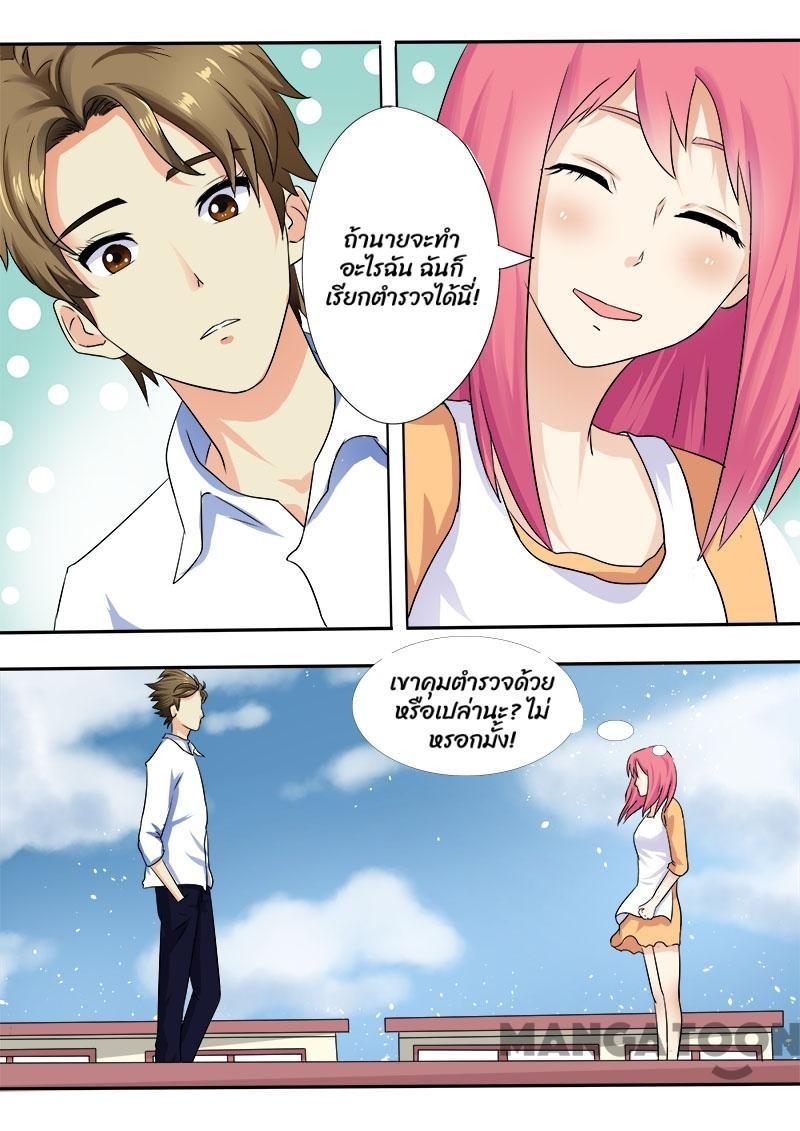 ถ้านายจะทำ
อะไรฉัน ฉันก็
เรียกตำรวจได้นี่!
เขาคุมตำรวจด้วย
หรือเปล่านะ? ไม่
หรอกมั้ง!
MANGATOON